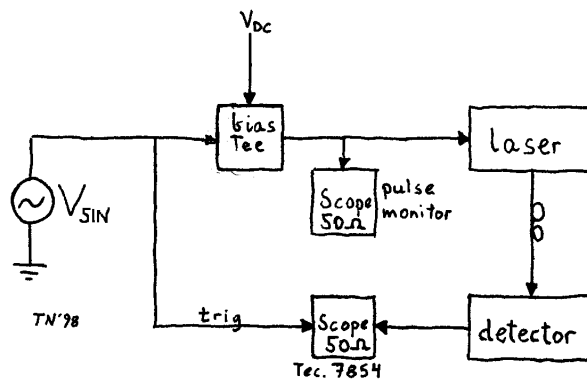 VDC
bias
Tee
laser
Scope
50Ω
pulse
monitor
~
VSIN
TN'98
trig
Scope
50Ω
detector
Tec. 7854